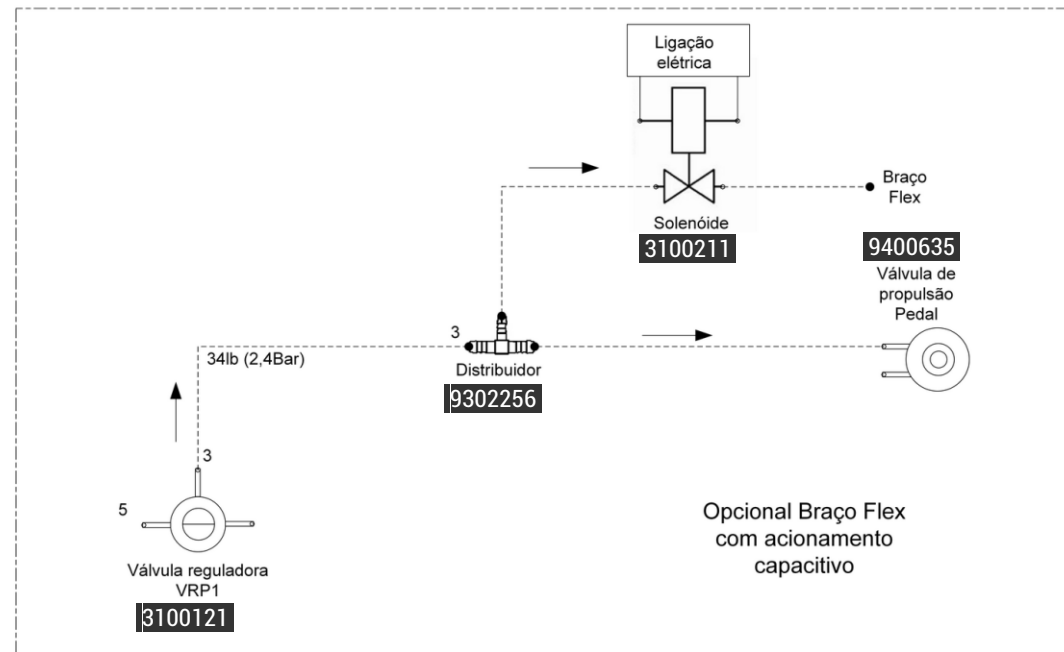 Ligação
elétrica
Braço
Flex
Solenóide
3100211
9400635
Válvula de
propulsão
Pedal
3
34lb (2,4Bar)
Distribuidor
9302256
3
5
Válvula reguladora
VRP1
3100121
Opcional Braço Flex
com acionamento
capacitivo